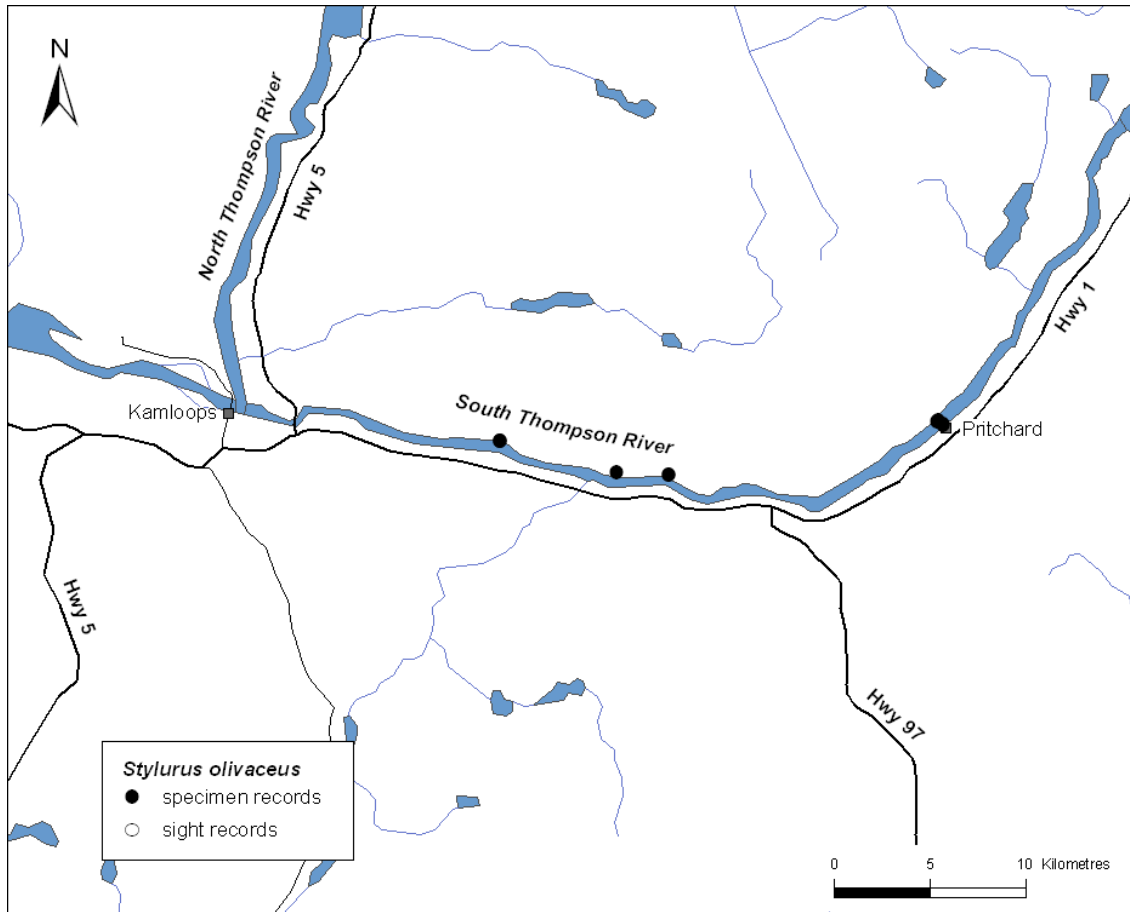 N
North Thompson River
Hwy 5
Hwy 1
Kamloops
South Thompson River
Pritchard
Hwy 5
Hwy 97
Stylurus olivaceus
specimen records
sight records
0 5 10 Kilometres